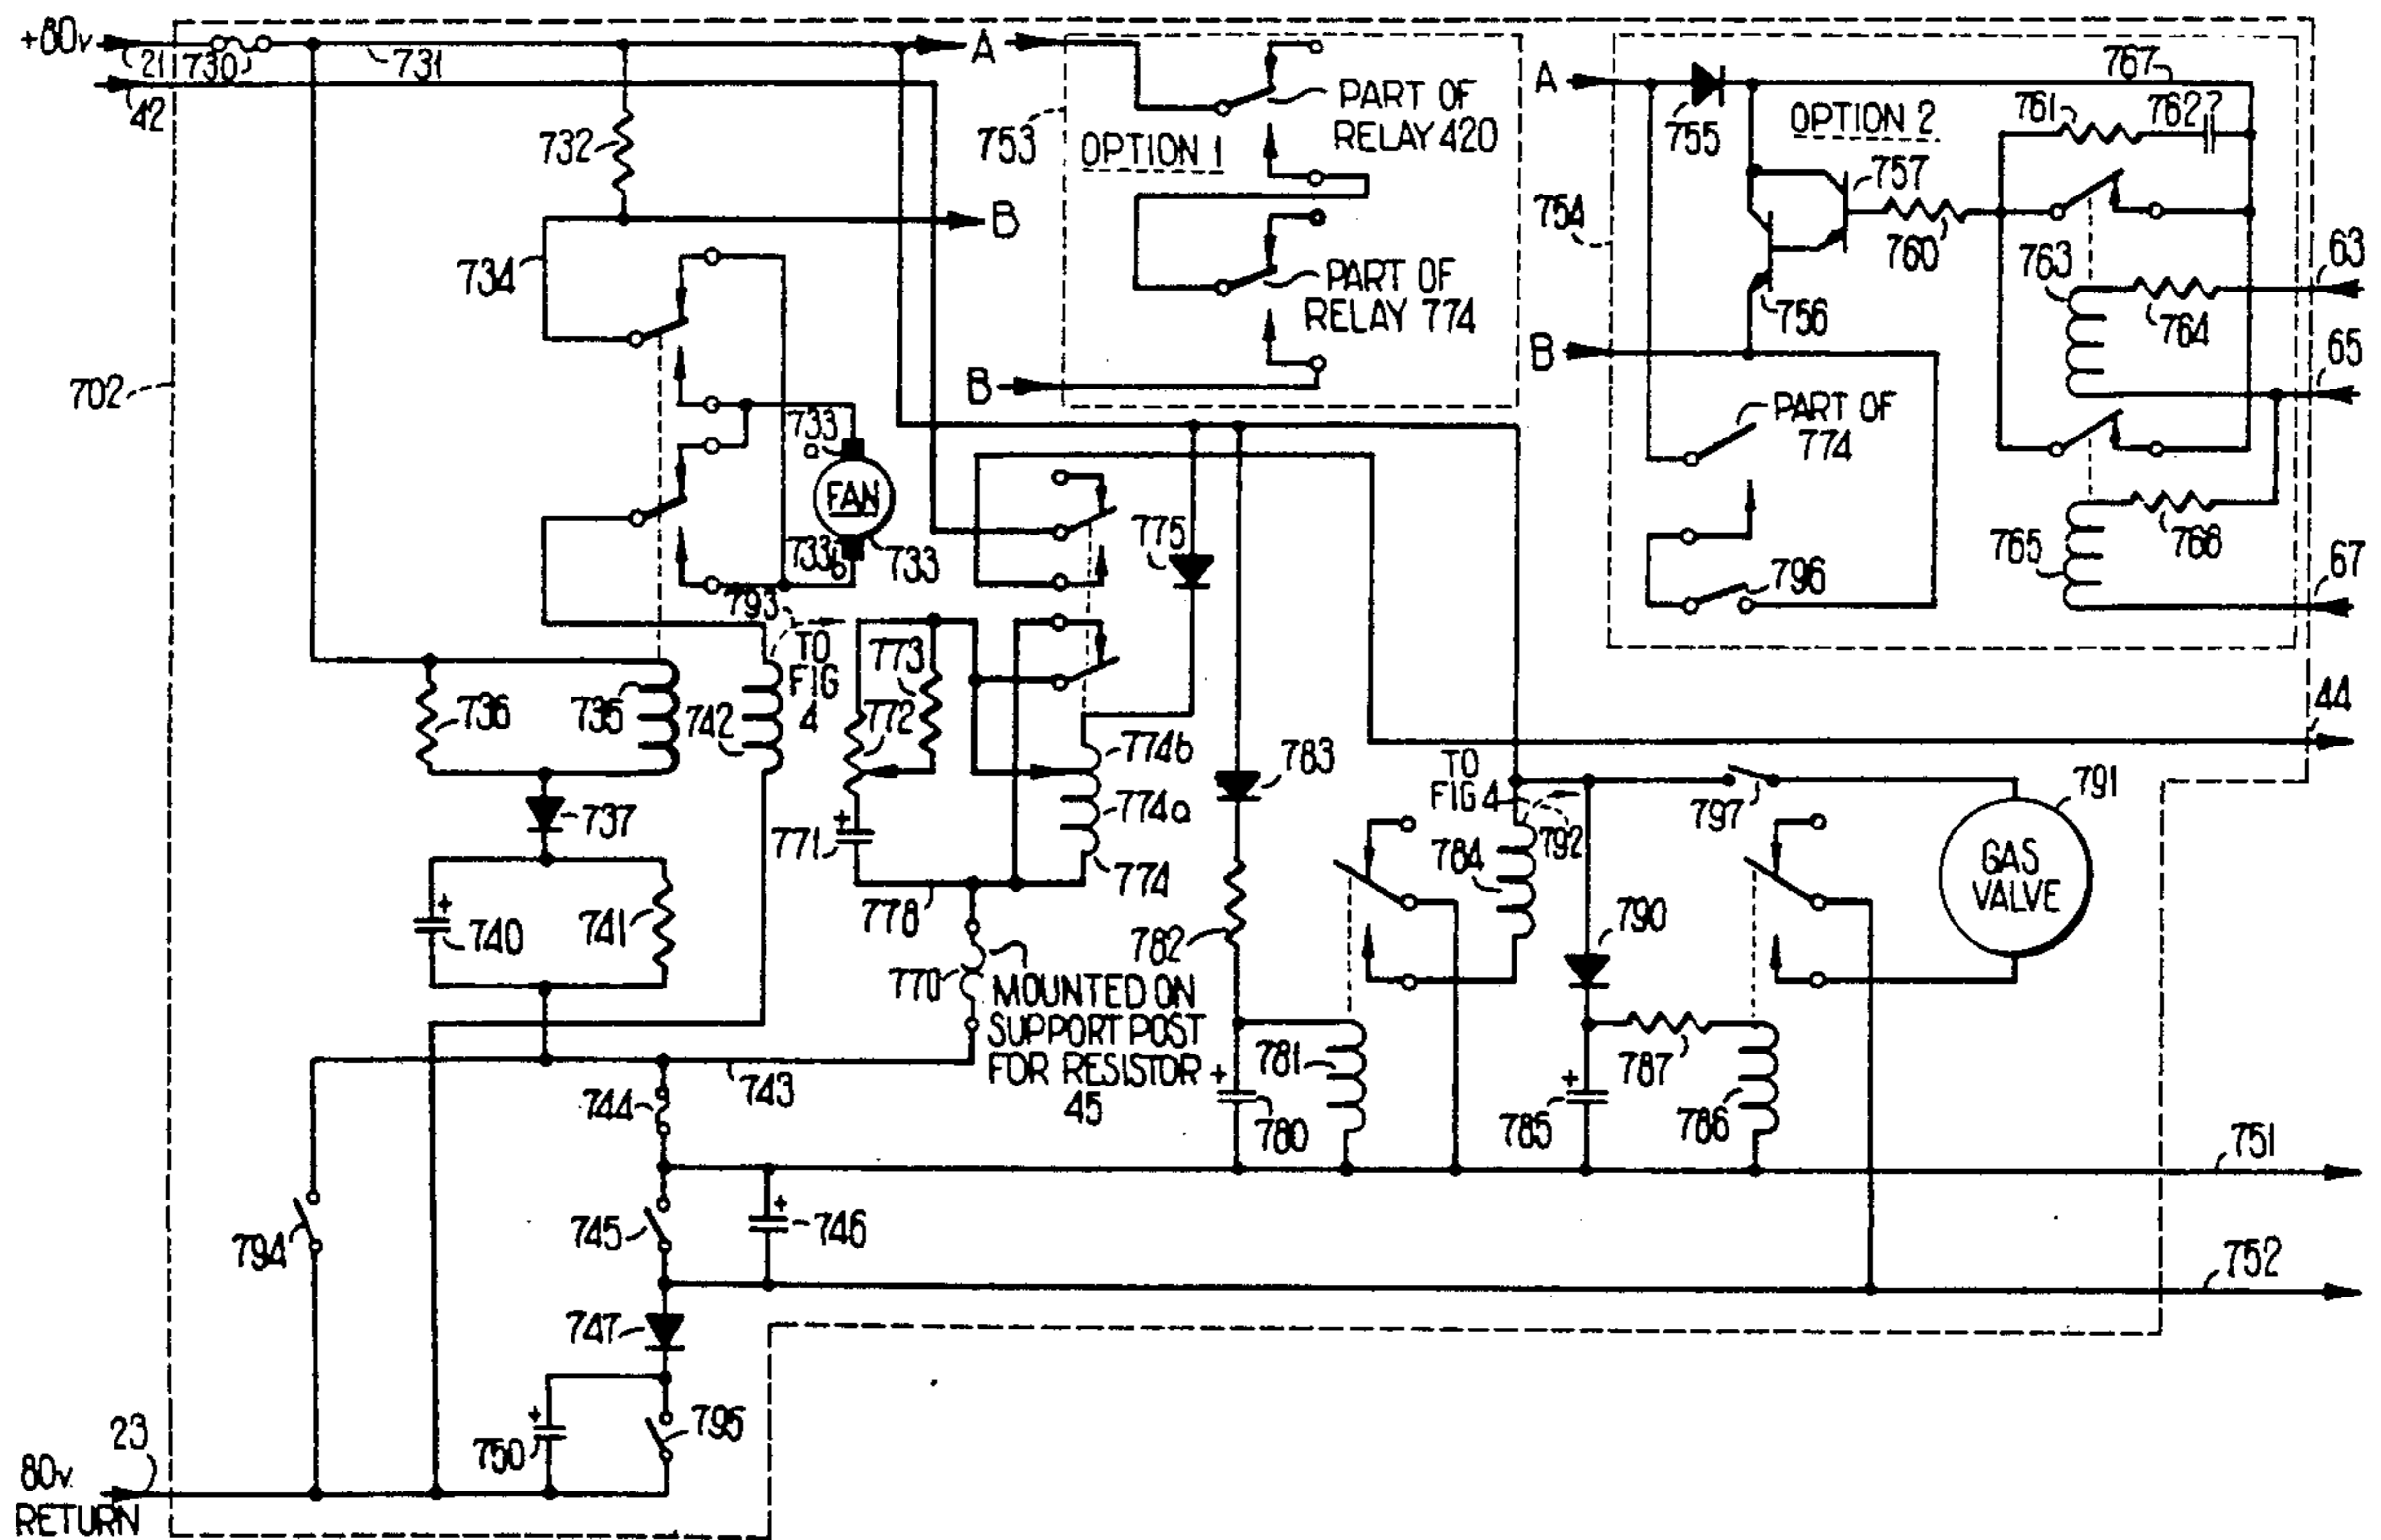 +80v
21
730
731
A
42
732
B
734
702
733
a
FAN
733
b
733
793
TO
FIG
4
736
735
742
737
740
741
743
744
745
746
794
747
750
795
23
80v.
RETURN
753
OPTION 1
PART OF
RELAY 420
PART OF
RELAY 774
B
A
755
OPTION 2
767
761
762
757
754
760
763
764
63
756
B
65
PART OF
774
796
765
766
67
775
773
772
774b
774a
774
771
778
770
MOUNTED ON
SUPPORT POST
FOR RESISTOR
45
783
782
781
780
TO
FIG 4
792
784
790
785
787
786
797
791
GAS
VALVE
44
751
752